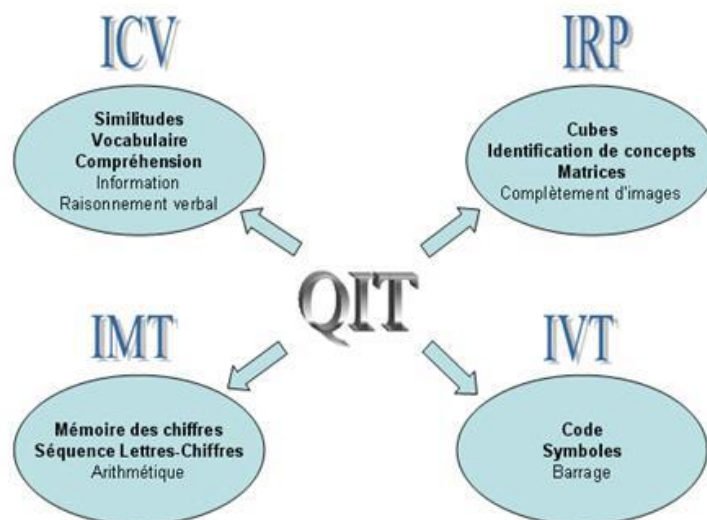 ICV
Similitudes
Vocabulaire
Compréhension
Information
Raisonnement verbal
IRP
Cubes
Identification de concepts
Matrices
Complètement d'images
QIT
IMT
Mémoire des chiffres
Séquence Lettres-Chiffres
Arithmétique
IVT
Code
Symboles
Barrage